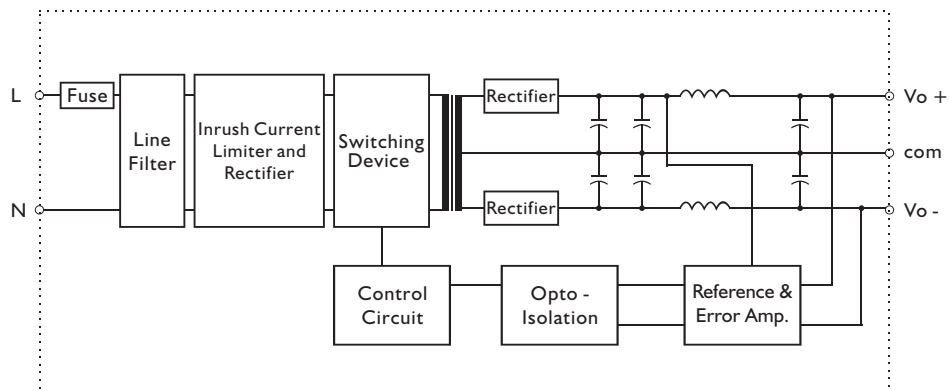 L
Fuse
Line
Filter
Inrush Current
Limiter and
Rectifier
Switching
Device
Rectifier
Vo +
com
N
Rectifier
Vo -
Control
Circuit
Opto -
Isolation
Reference &
Error Amp.